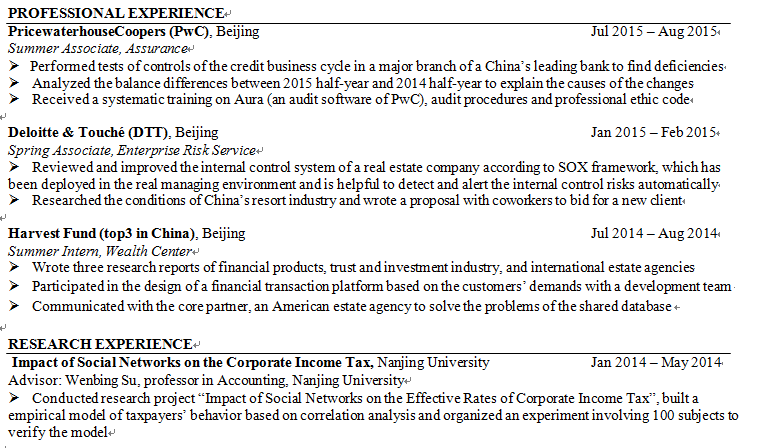 PROFESSIONAL EXPERIENCE
PricewaterhouseCoopers (PwC), Beijing Jul 2015 – Aug 2015
Summer Associate, Assurance
➢ Performed tests of controls of the credit business cycle in a major branch of a China’s leading bank to find deficiencies
➢ Analyzed the balance differences between 2015 half-year and 2014 half-year to explain the causes of the changes
➢ Received a systematic training on Aura (an audit software of PwC), audit procedures and professional ethic code
Deloitte & Touché (DTT), Beijing Jan 2015 – Feb 2015
Spring Associate, Enterprise Risk Service
➢ Reviewed and improved the internal control system of a real estate company according to SOX framework, which has
been deployed in the real managing environment and is helpful to detect and alert the internal control risks automatically
➢ Researched the conditions of China’s resort industry and wrote a proposal with coworkers to bid for a new client
Harvest Fund (top3 in China), Beijing Jul 2014 – Aug 2014
Summer Intern, Wealth Center
➢ Wrote three research reports of financial products, trust and investment industry, and international estate agencies
➢ Participated in the design of a financial transaction platform based on the customers’ demands with a development team
➢ Communicated with the core partner, an American estate agency to solve the problems of the shared database
RESEARCH EXPERIENCE
Impact of Social Networks on the Corporate Income Tax, Nanjing University Jan 2014 – May 2014
Advisor: Wenbing Su, professor in Accounting, Nanjing University
➢ Conducted research project “Impact of Social Networks on the Effective Rates of Corporate Income Tax”, built a
empirical model of taxpayers’ behavior based on correlation analysis and organized an experiment involving 100 subjects to
verify the model